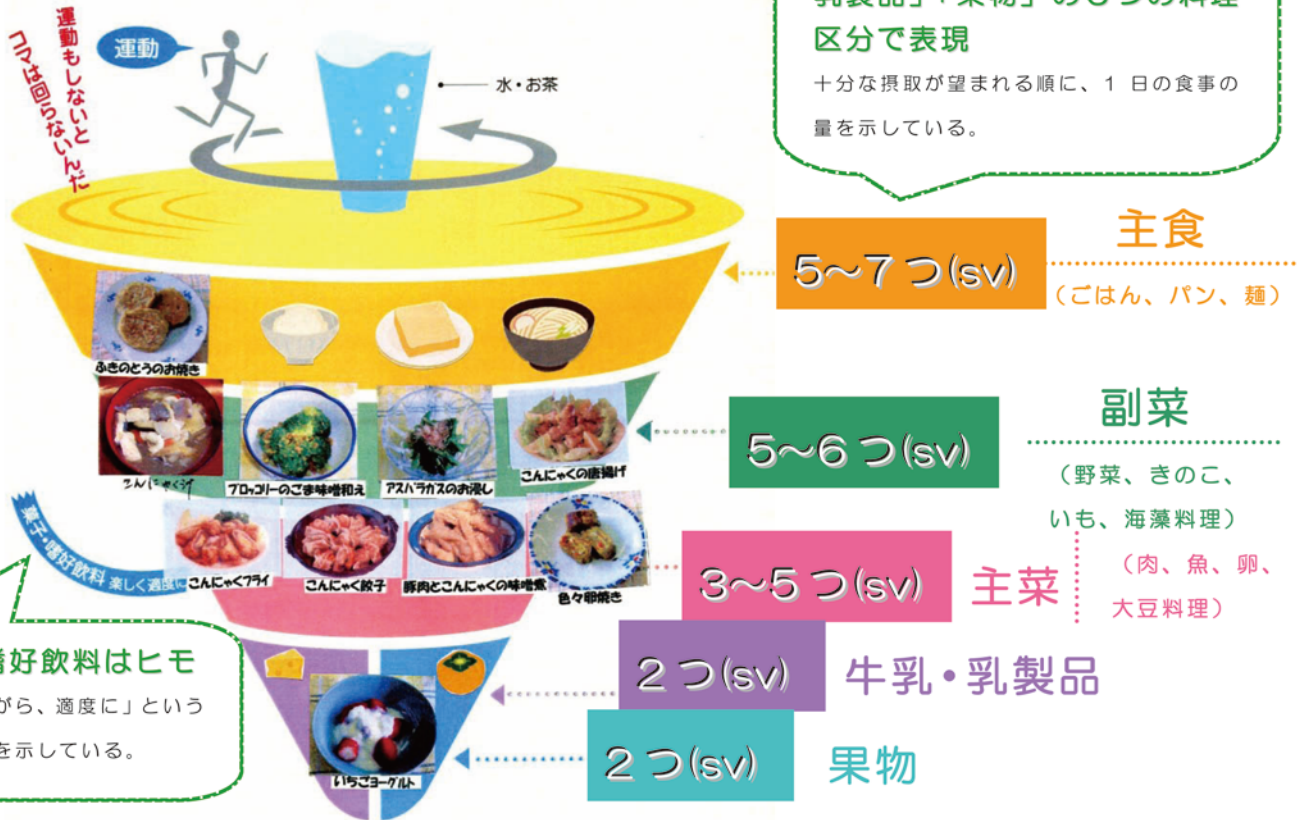 運動もしないと
コマは回らないんだ
運動
水・お茶
乳製品」・「果物」の5つの料理
区分で表現
十分な摂取が望まれる順に、1 日の食事の
量を示している。
5～7つ(sv)
主食
(ごはん、パン、麺)
ふきのとうのお焼き
5～6つ(sv)
副菜
(野菜、きのこ、
いも、海藻料理)
こんにゃく汁
ブロッコリーのごま味噌和え
アスパラガスのお浸し
こんにゃくの唐揚げ
3～5つ(sv)
主菜
(肉、魚、卵、
大豆料理)
菓子・嗜好飲料 楽しく適度に
こんにゃくフライ
こんにゃく餃子
豚肉とこんにゃくの味噌煮
色々卵焼き
2つ(sv)
牛乳・乳製品
2つ(sv)
果物
いちごヨーグルト
嗜好飲料はヒモ
がら、適度に」という
を示している。